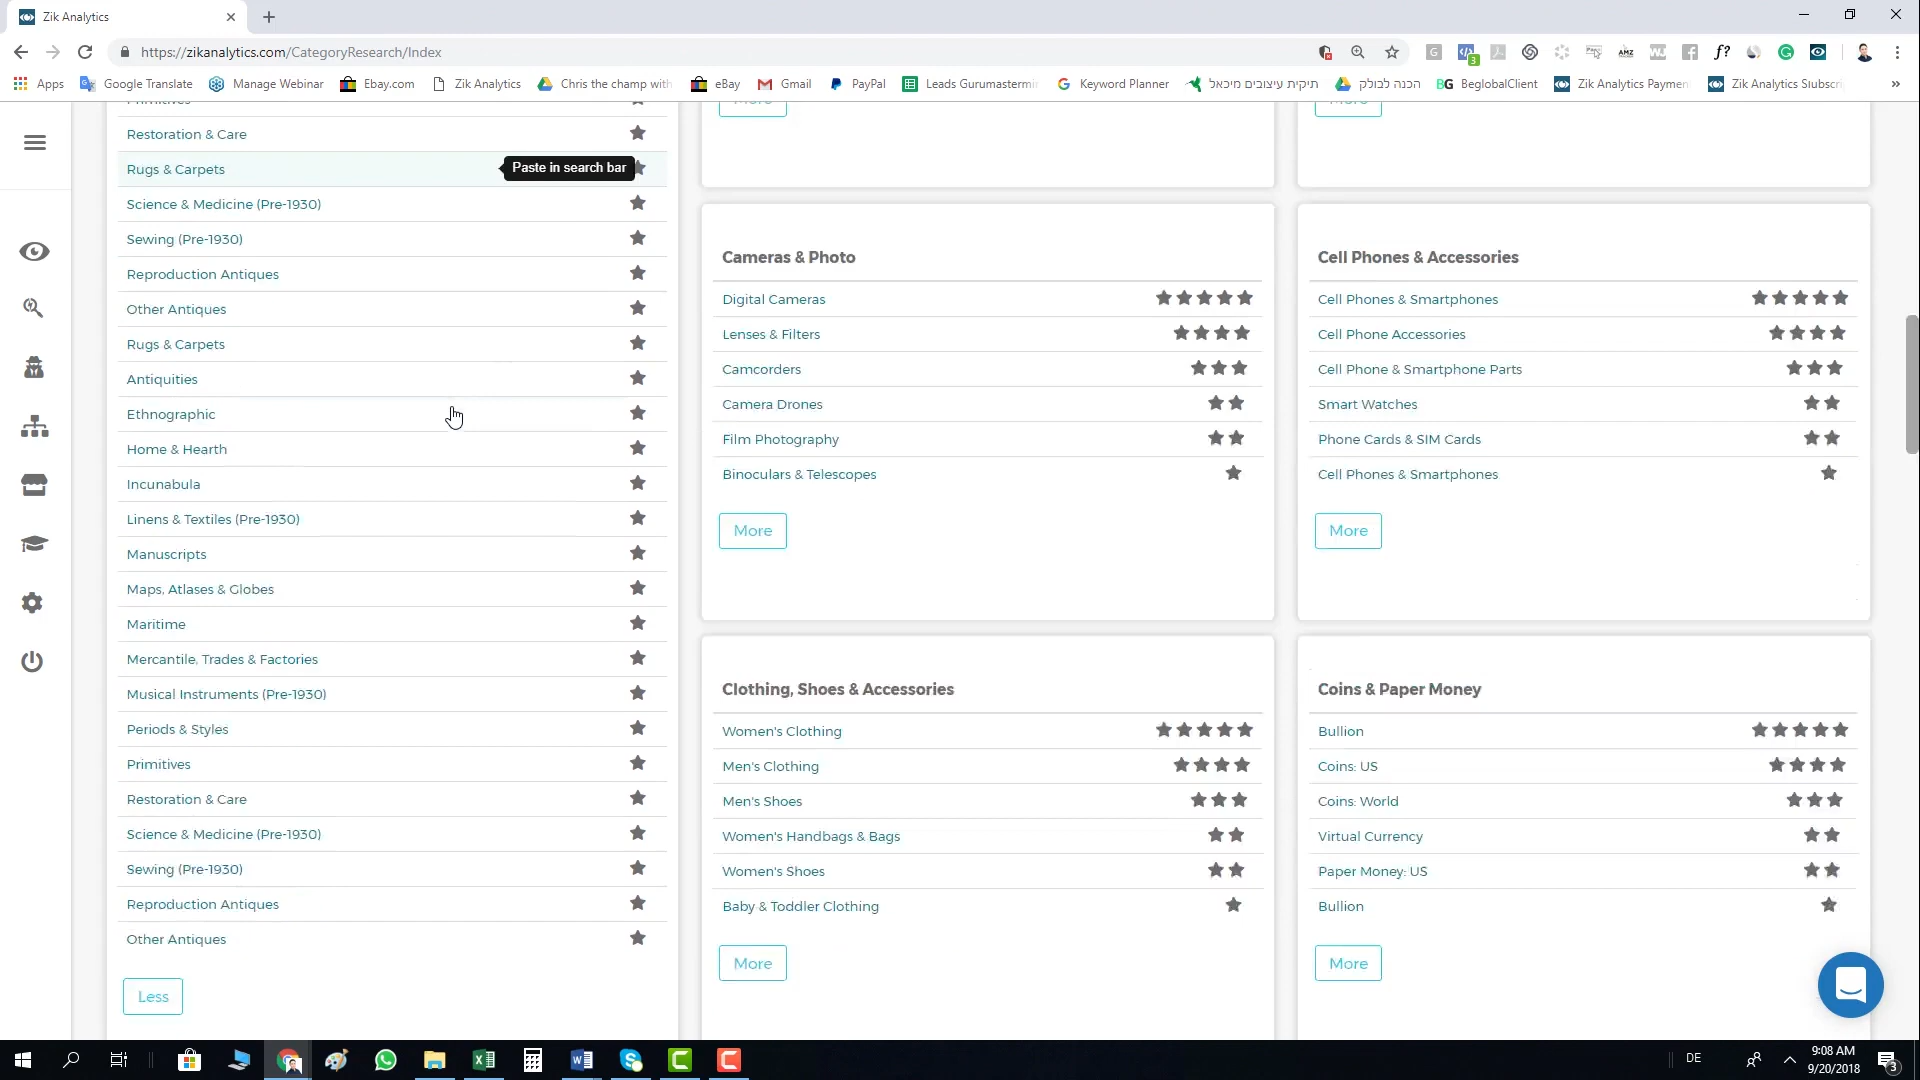 Zik Analytics
https://zikanalytics.com/CategoryResearch/Index
Apps
Google Translate
Manage Webinar
Ebay.com
Zik Analytics
Chris the champ with
eBay
Gmail
PayPal
Leads Gurumastermin
Keyword Planner
תיקית עיצובים מיכאל
הכנה לבולק
BG BeglobalClient
Zik Analytics Paymen
Zik Analytics Subscri
»
Restoration & Care
Rugs & Carpets
Paste in search bar
Science & Medicine (Pre-1930)
Sewing (Pre-1930)
Reproduction Antiques
Other Antiques
Rugs & Carpets
Antiquities
Ethnographic
Home & Hearth
Incunabula
Linens & Textiles (Pre-1930)
Manuscripts
Maps, Atlases & Globes
Maritime
Mercantile, Trades & Factories
Musical Instruments (Pre-1930)
Periods & Styles
Primitives
Restoration & Care
Science & Medicine (Pre-1930)
Sewing (Pre-1930)
Reproduction Antiques
Other Antiques
Less
Cameras & Photo
Digital Cameras
Lenses & Filters
Camcorders
Camera Drones
Film Photography
Binoculars & Telescopes
More
Cell Phones & Accessories
Cell Phones & Smartphones
Cell Phone Accessories
Cell Phone & Smartphone Parts
Smart Watches
Phone Cards & SIM Cards
Cell Phones & Smartphones
More
Clothing, Shoes & Accessories
Women's Clothing
Men's Clothing
Men's Shoes
Women's Handbags & Bags
Women's Shoes
Baby & Toddler Clothing
More
Coins & Paper Money
Bullion
Coins: US
Coins: World
Virtual Currency
Paper Money: US
Bullion
More
DE
9:08 AM
9/20/2018
3